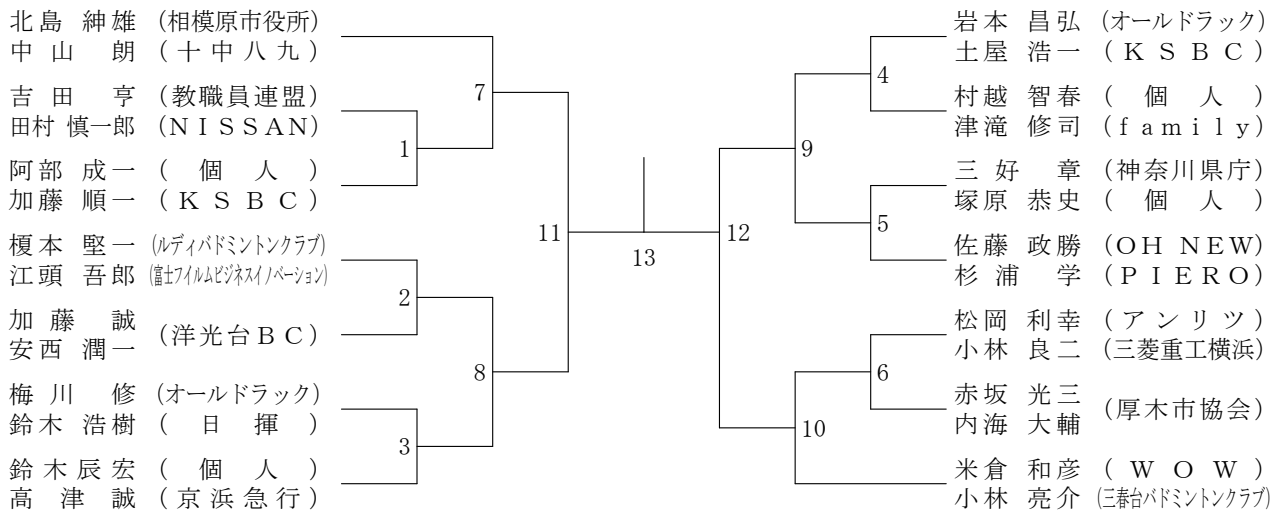 北島 紳雄 (相模原市役所)
中山 朗 (十中八九)
吉田 亨 (教職員連盟)
田村 慎一郎 (NISSAN)
阿部 成一 (個人)
加藤 順一 (KSBC)
榎本 堅一 (ルディバドミントンクラブ)
江頭 吾郎 (富士フイルムビジネスイノベーション)
加藤 誠
安西 潤一
(洋光台BC)
梅川 修 (オールドラック)
鈴木 浩樹 (日揮)
鈴木 辰宏 (個人)
高津 誠 (京浜急行)
7
1
2
8
3
11
13
12
9
4
5
6
10
岩本 昌弘 (オールドラック)
土屋 浩一 (KSBC)
村越 智春 (個人)
津滝 修司 (family)
三好 章 (神奈川県庁)
塚原 恭史 (個人)
佐藤 政勝 (OH NEW)
杉浦 学 (PIERO)
松岡 利幸 (アンリツ)
小林 良二 (三菱重工横浜)
赤坂 光三
内海 大輔
(厚木市協会)
米倉 和彦 (WOW)
小林 亮介 (三春台バドミントンクラブ)